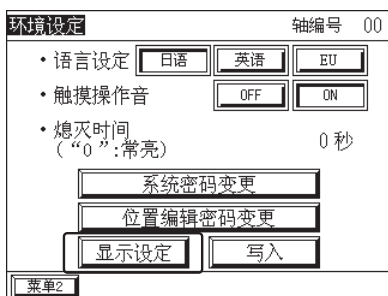 环境设定 轴编号 00
・语言设定 日语 英语 EU
・触摸操作音 OFF ON
・熄灭时间 0 秒
(“0”:常亮)
系统密码变更
位置编辑密码变更
显示设定 写入
菜单2